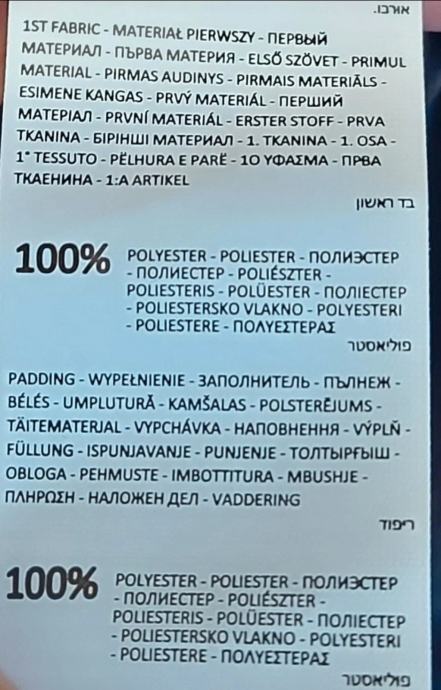 אורכו.
1ST FABRIC - MATERIAŁ PIERWSZY - ПЕРВЫЙ
МАТЕРИАЛ - ПЪРВА МАТЕРИЯ - ELSŐ SZÖVET - PRIMUL
MATERIAL - PIRMAS AUDINYS - PIRMAIS MATERIĀLS -
ESIMENE KANGAS - PRVÝ MATERIÁL - ПЕРШИЙ
МАТЕРІАЛ - PRVNÍ MATERIÁL - ERSTER STOFF - PRVA
TKANINA - БІРІНШІ МАТЕРИАЛ - 1. TKANINA - 1. OSA -
1° TESSUTO - PËLHURA E PARË - 1Ο ΥΦΑΣΜΑ - ПРВА
ТКАЕНИНА - 1:A ARTIKEL
בד ראשון
100% POLYESTER - POLIESTER - ПОЛИЭСТЕР
- ПОЛИЕСТЕР - POLIÉSZTER -
POLIESTERIS - POLÜESTER - ПОЛІЕСТЕР
- POLIESTERSKO VLAKNO - POLYESTERI
- POLIESTERE - ΠΟΛΥΕΣΤΕΡΑΣ
פוליאסטר
PADDING - WYPEŁNIENIE - ЗАПОЛНИТЕЛЬ - ПЪЛНЕЖ -
BÉLÉS - UMPLUTURĂ - KAMŠALAS - POLSTERĒJUMS -
TÄITEMATERJAL - VYPCHÁVKA - НАПОВНЕННЯ - VÝPLŇ -
FÜLLUNG - ISPUNJAVANJE - PUNJENJE - ТОЛТЫРҒЫШ -
OBLOGA - PEHMUSTE - IMBOTTITURA - MBUSHJE -
ΠΛΗΡΩΣΗ - НАЛОЖЕН ДЕЛ - VADDERING
ריפוד
100% POLYESTER - POLIESTER - ПОЛИЭСТЕР
- ПОЛИЕСТЕР - POLIÉSZTER -
POLIESTERIS - POLÜESTER - ПОЛІЕСТЕР
- POLIESTERSKO VLAKNO - POLYESTERI
- POLIESTERE - ΠΟΛΥΕΣΤΕΡΑΣ
פוליאסטר